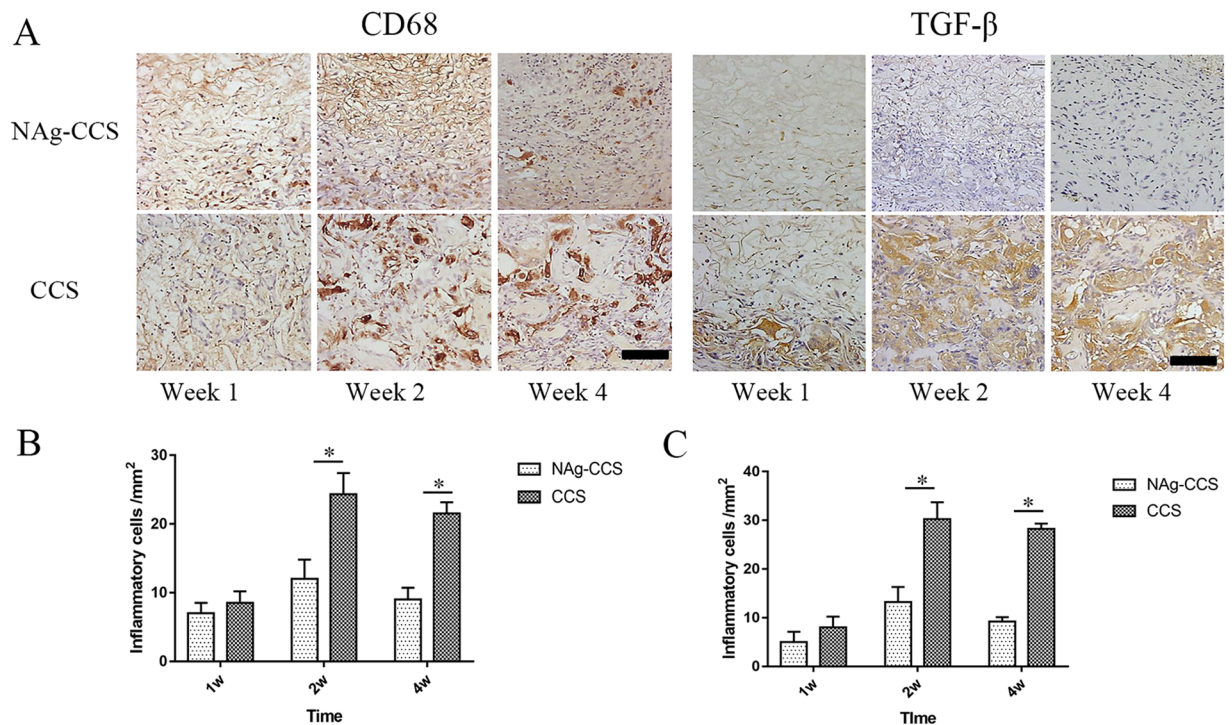 A
CD68
TGF-β
NAg-CCS
CCS
Week 1
Week 2
Week 4
Week 1
Week 2
Week 4
B
Inflammatory cells /mm²
30
20
10
0
*
*
1w
2w
4w
Time
NAg-CCS
CCS
C
Inflammatory cells /mm²
40
30
20
10
0
*
*
1w
2w
4w
TIme
NAg-CCS
CCS